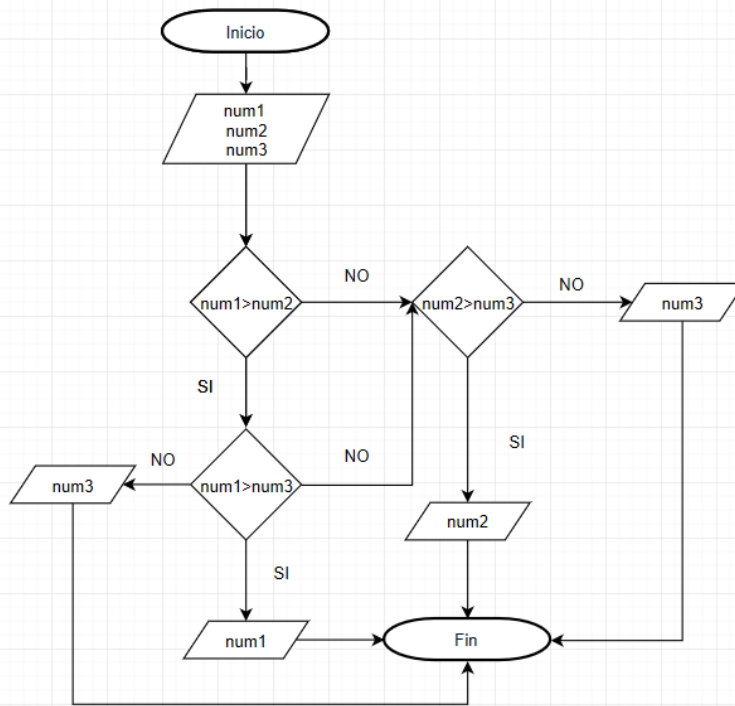 Inicio
num1
num2
num3
num1>num2
NO
num2>num3
NO
num3
SI
SI
num3
NO
num1>num3
NO
num2
SI
num1
Fin